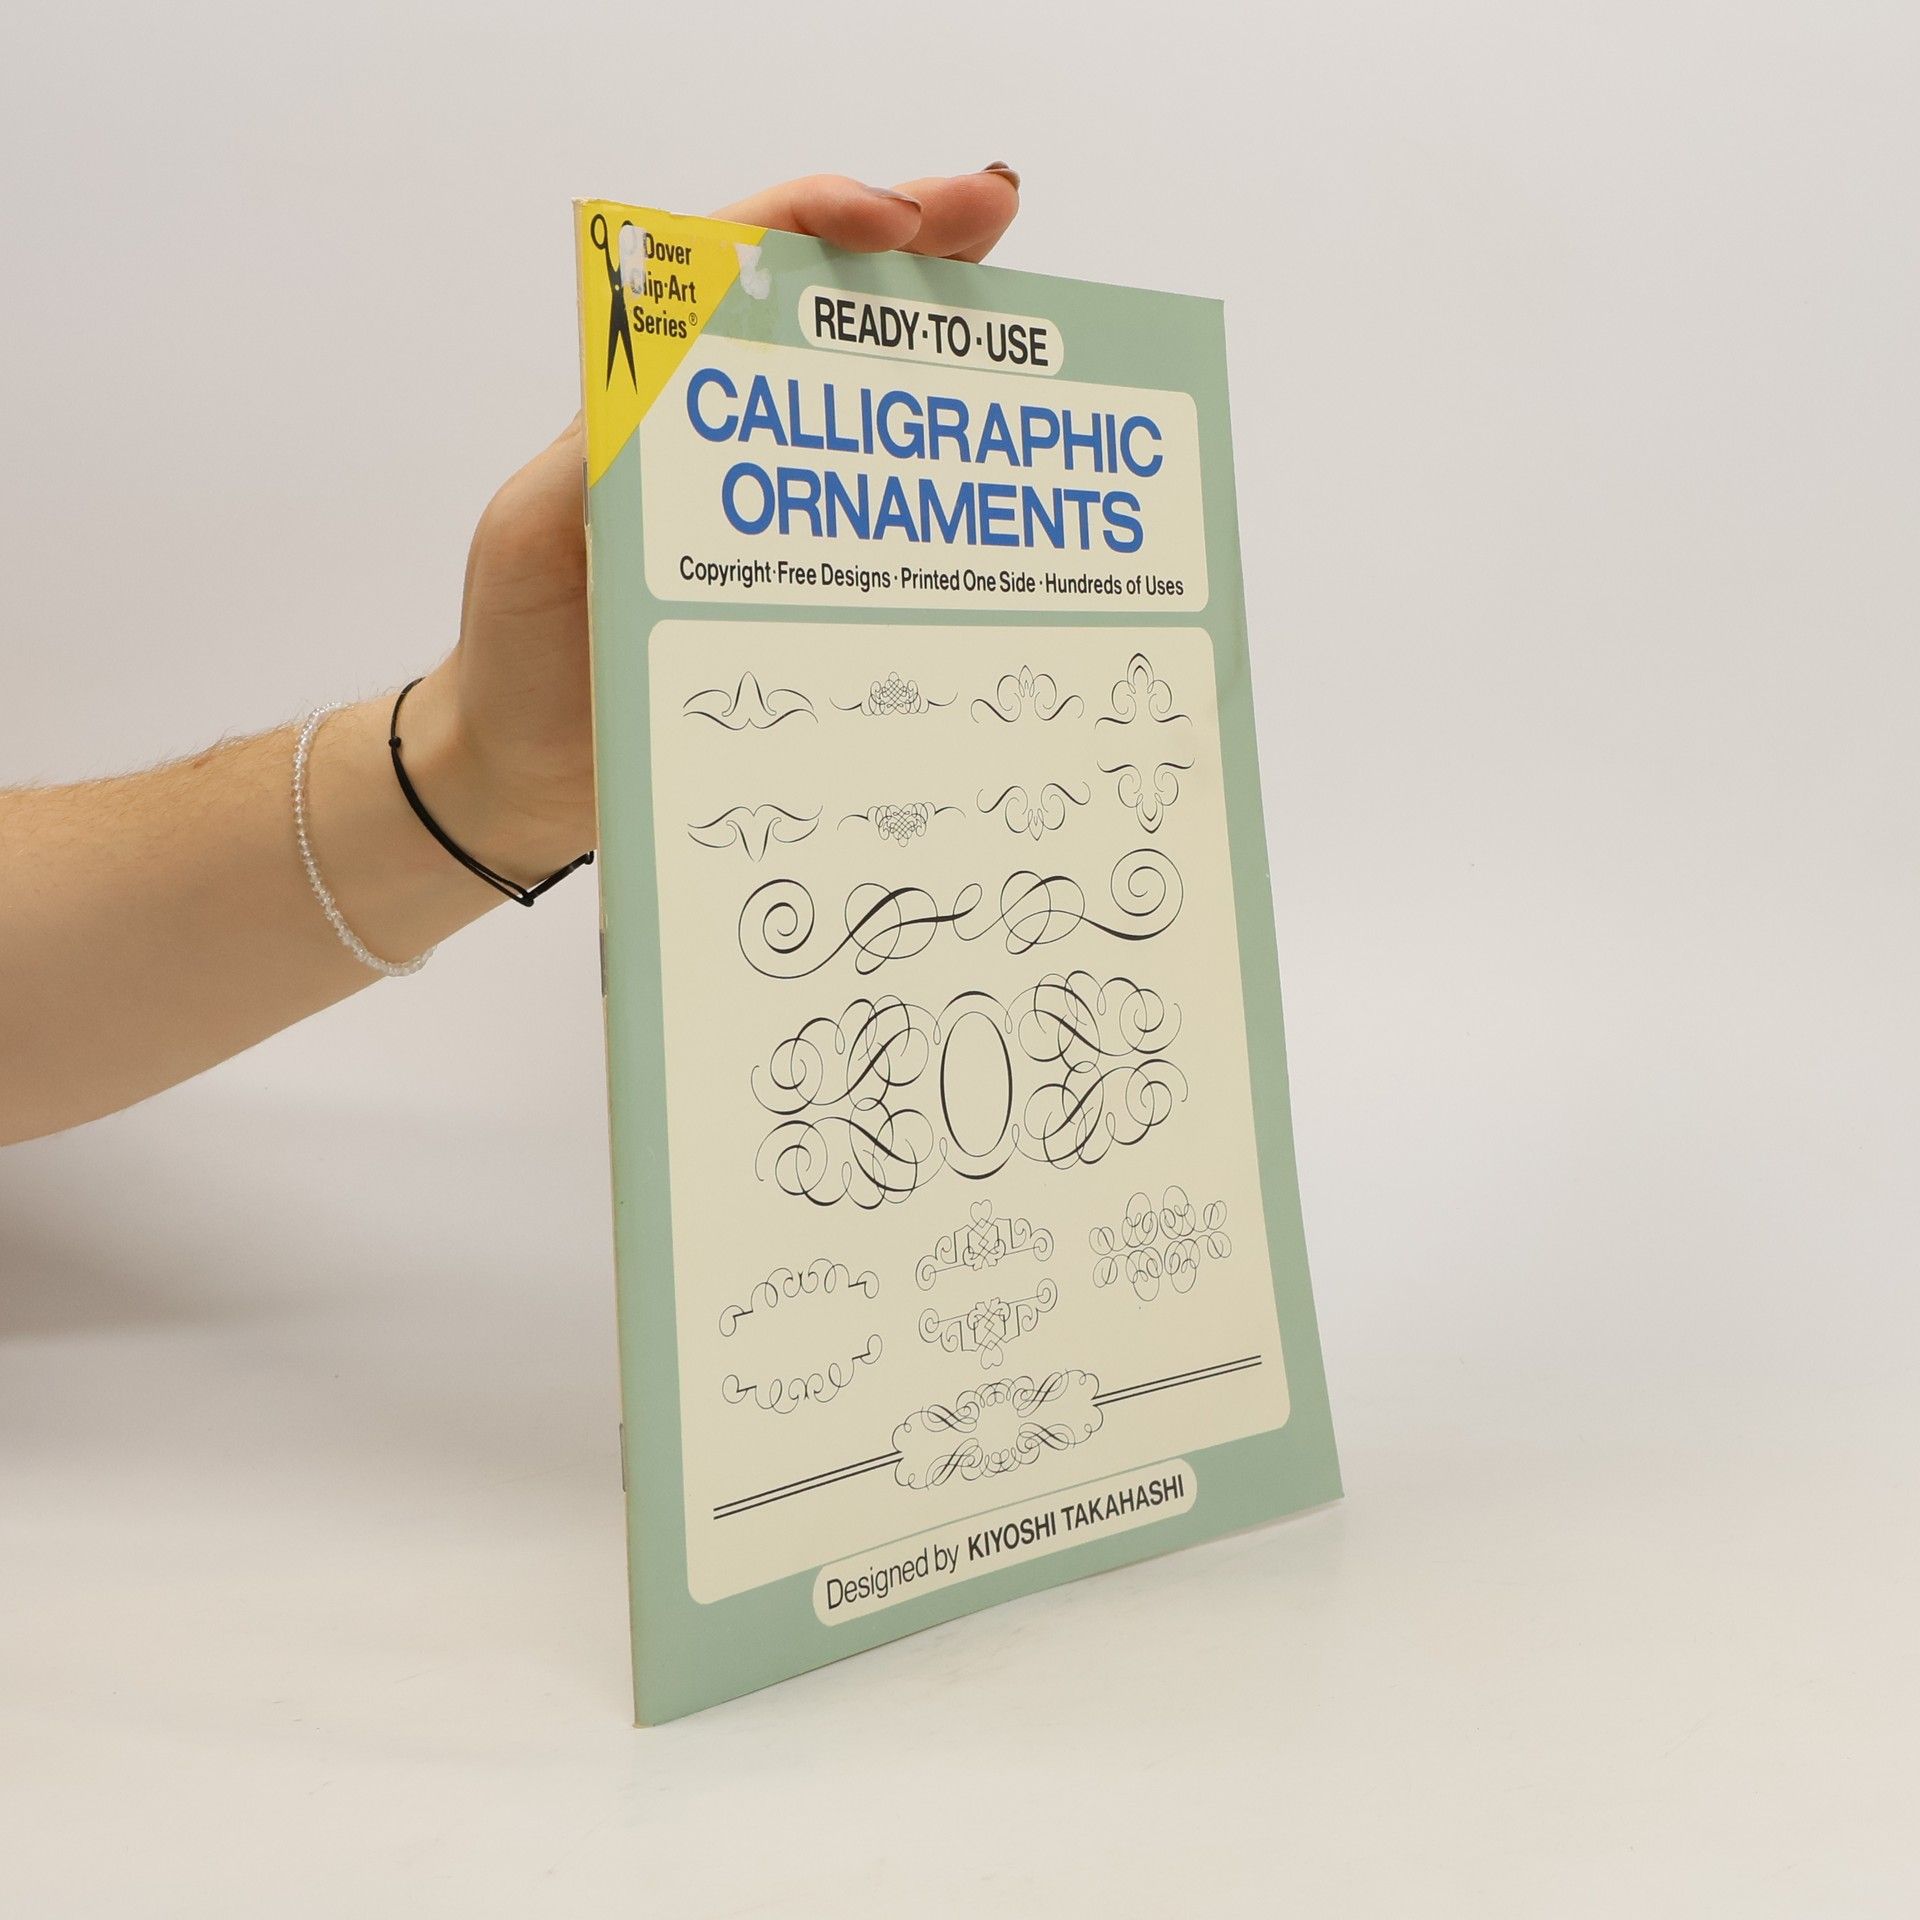 Dover
Clip·Art
Series®
READY·TO·USE
CALLIGRAPHIC
ORNAMENTS
Copyright·Free Designs · Printed One Side · Hundreds of Uses
Designed by KIYOSHI TAKAHASHI